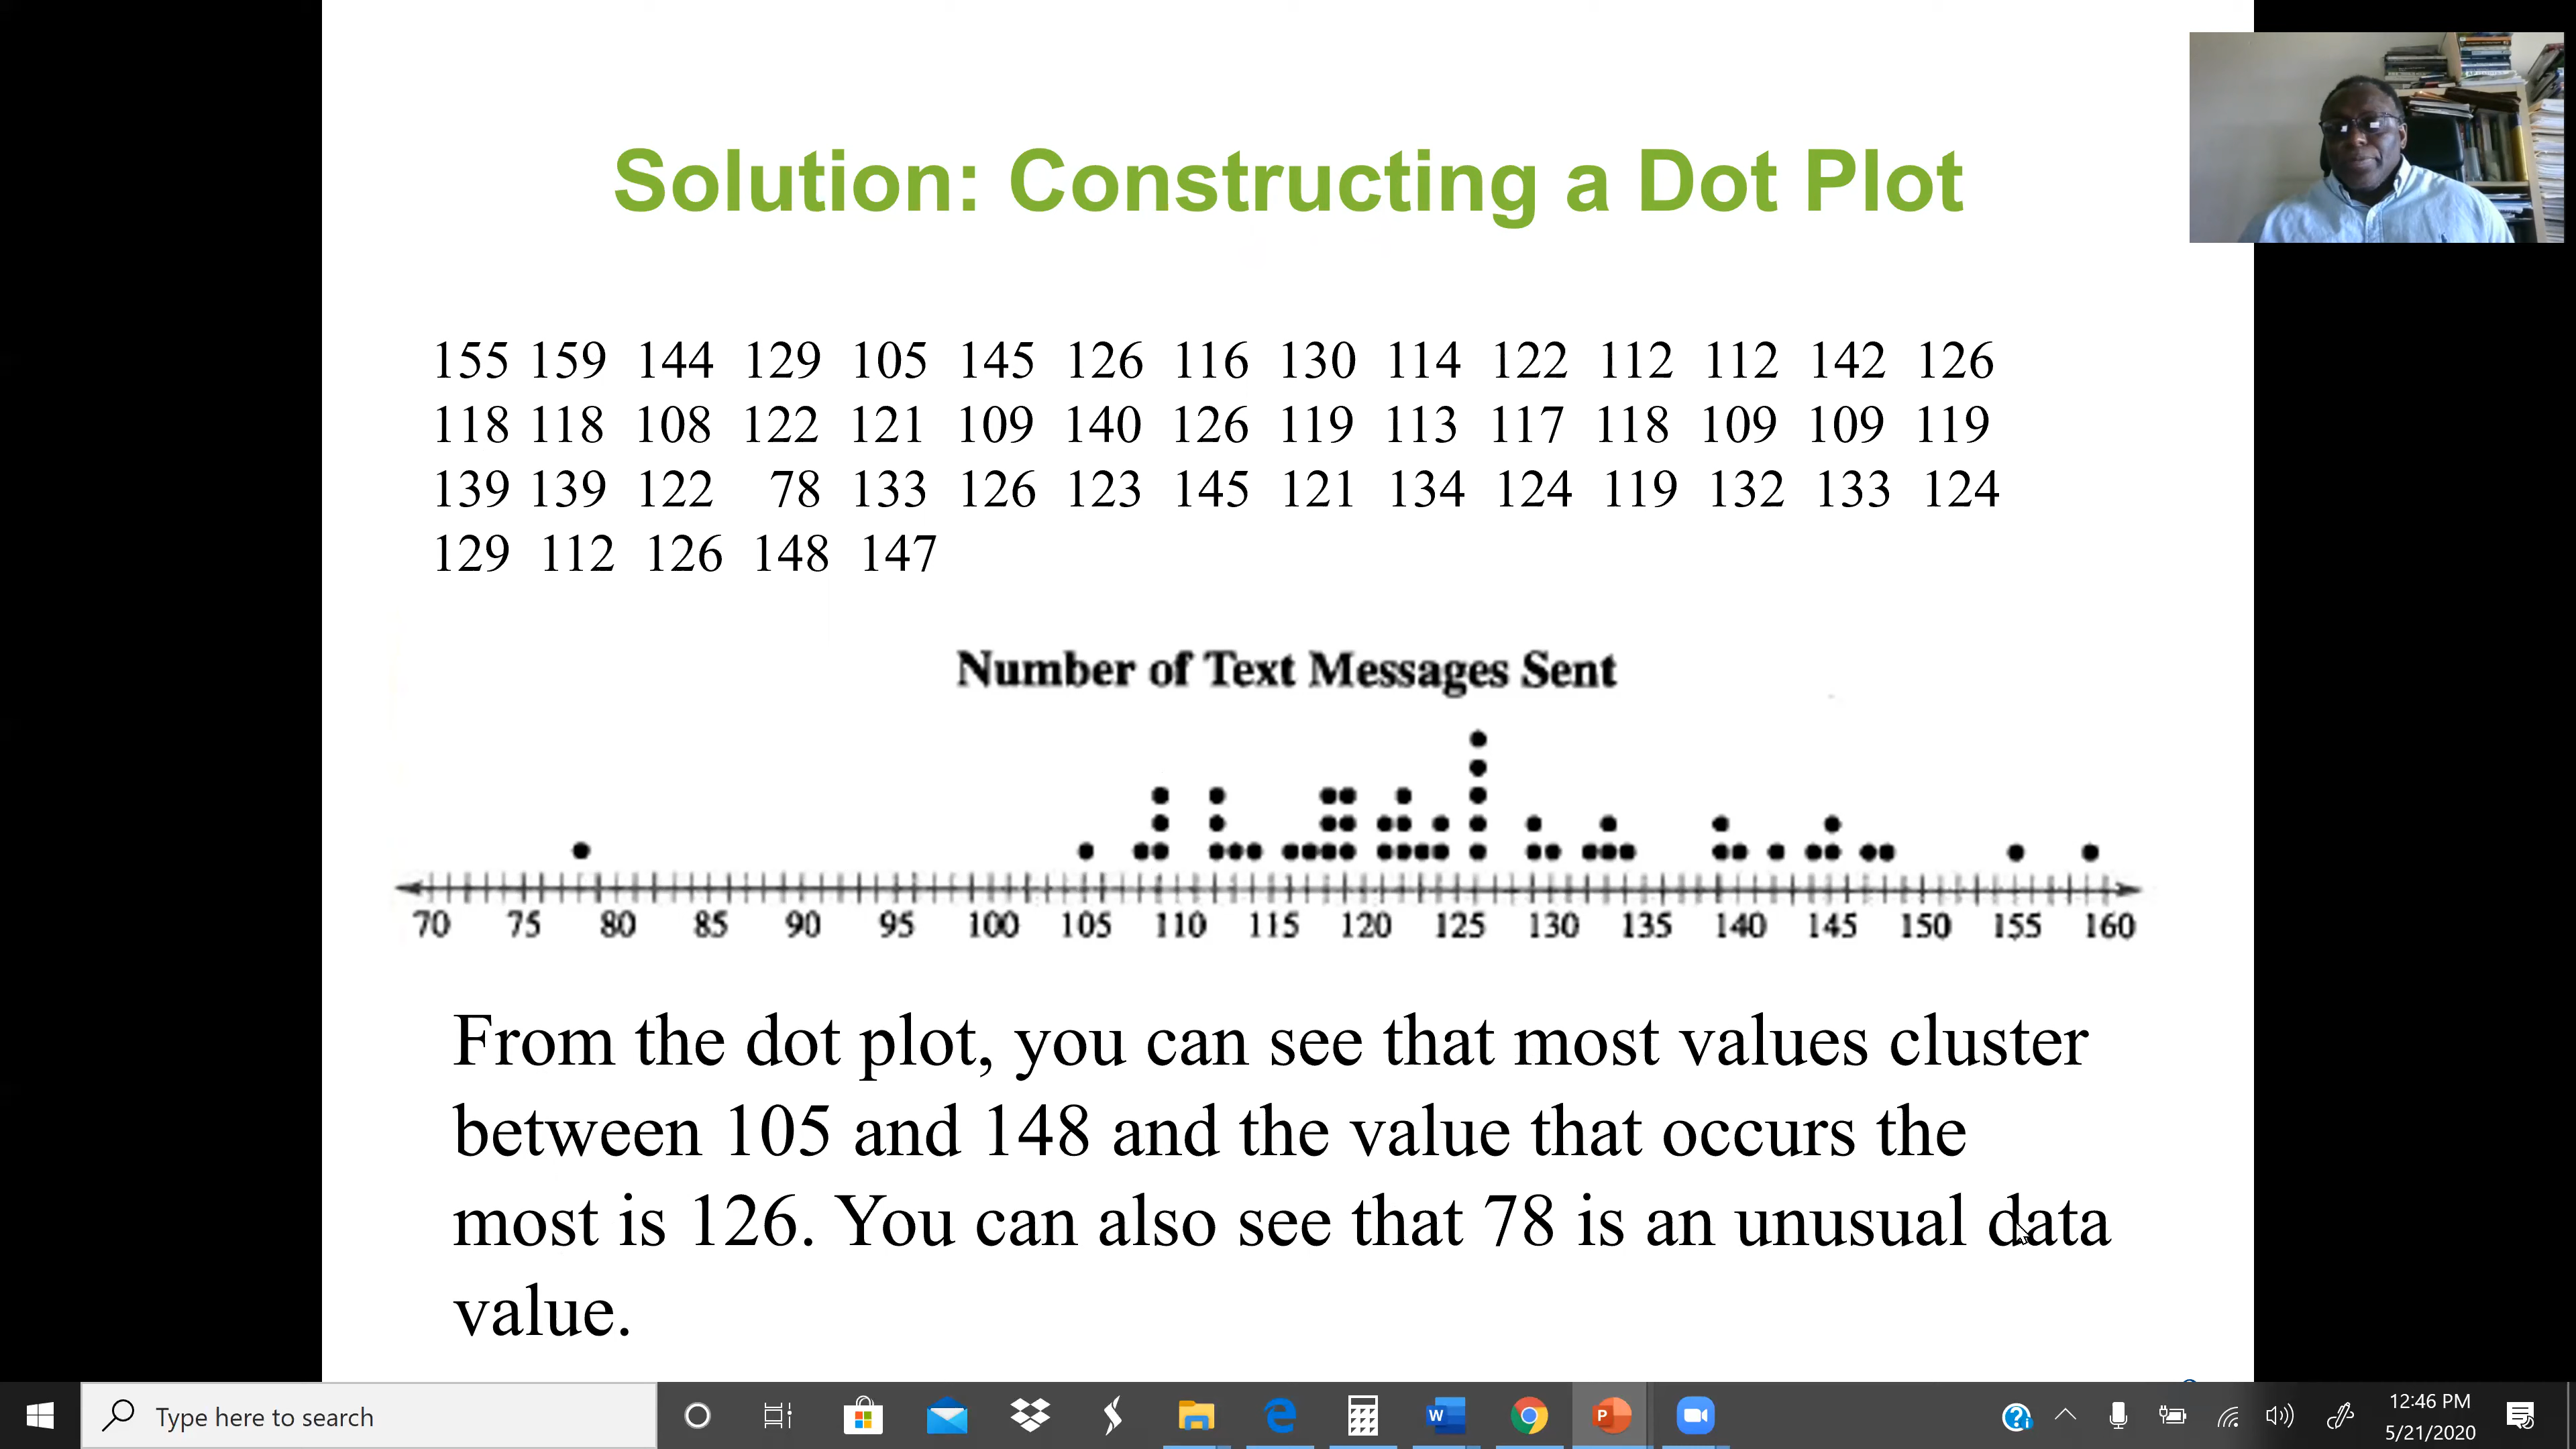 Solution: Constructing a Dot Plot
155 159 144 129 105 145 126 116 130 114 122 112 112 142 126
118 118 108 122 121 109 140 126 119 113 117 118 109 109 119
139 139 122 78 133 126 123 145 121 134 124 119 132 133 124
129 112 126 148 147
Number of Text Messages Sent
70 75 80 85 90 95 100 105 110 115 120 125 130 135 140 145 150 155 160
From the dot plot, you can see that most values cluster
between 105 and 148 and the value that occurs the
most is 126. You can also see that 78 is an unusual data
value.
Type here to search
12:46 PM
5/21/2020